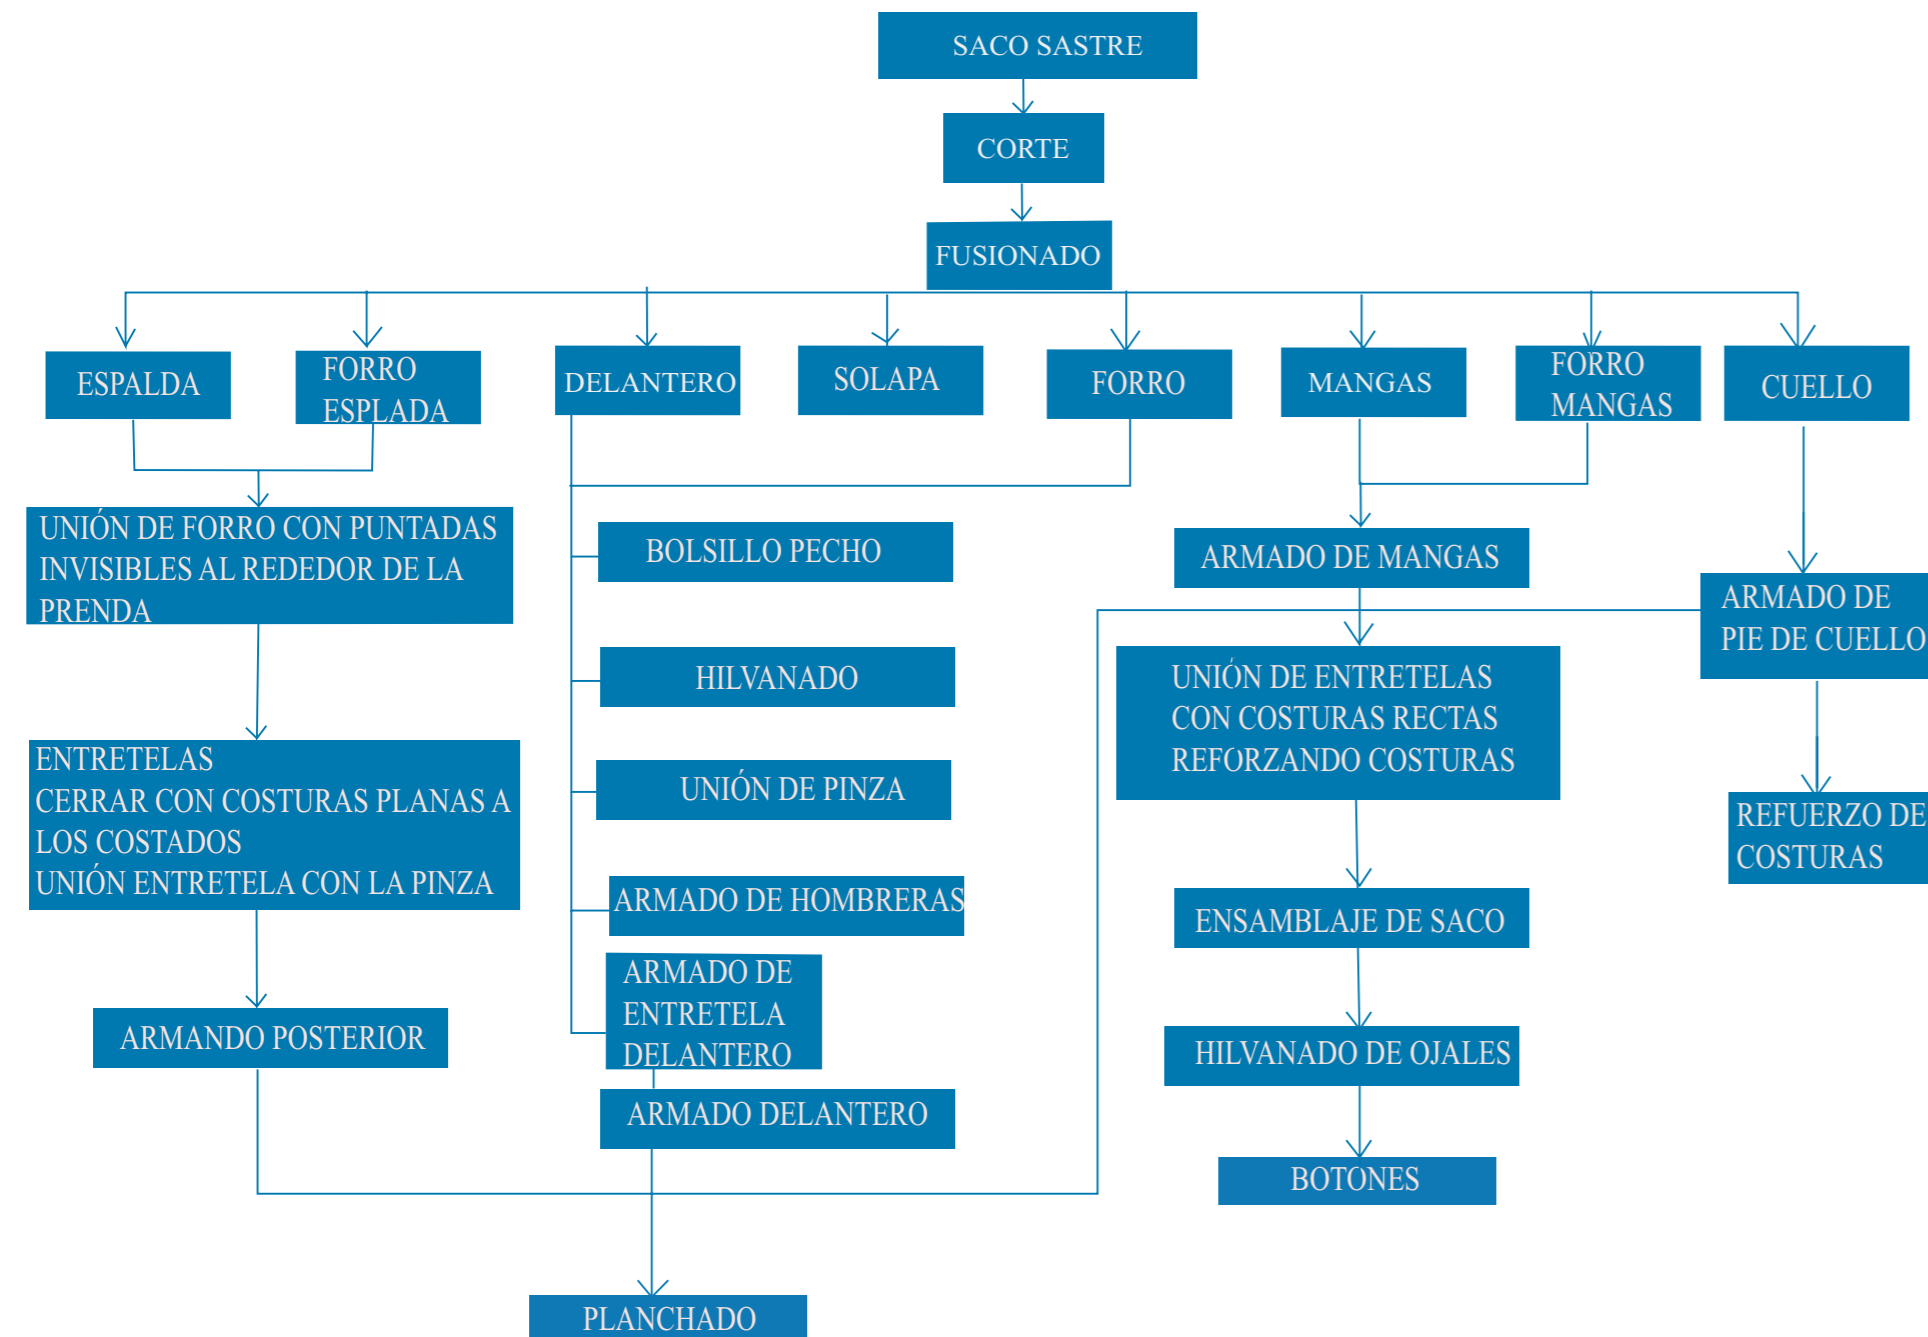 SACO SASTRE
CORTE
FUSIONADO
ESPALDA
FORRO
ESPLADA
DELANTERO
SOLAPA
FORRO
MANGAS
FORRO
MANGAS
CUELLO
UNIÓN DE FORRO CON PUNTADAS
INVISIBLES AL REDEDOR DE LA
PRENDA
ENTRETELAS
CERRAR CON COSTURAS PLANAS A
LOS COSTADOS
UNIÓN ENTRETELA CON LA PINZA
ARMANDO POSTERIOR
BOLSILLO PECHO
HILVANADO
UNIÓN DE PINZA
ARMADO DE HOMBRERAS
ARMADO DE
ENTRETELA
DELANTERO
ARMADO DELANTERO
ARMADO DE MANGAS
UNIÓN DE ENTRETELAS
CON COSTURAS RECTAS
REFORZANDO COSTURAS
ENSAMBLAJE DE SACO
HILVANADO DE OJALES
BOTONES
ARMADO DE
PIE DE CUELLO
REFUERZO DE
COSTURAS
PLANCHADO